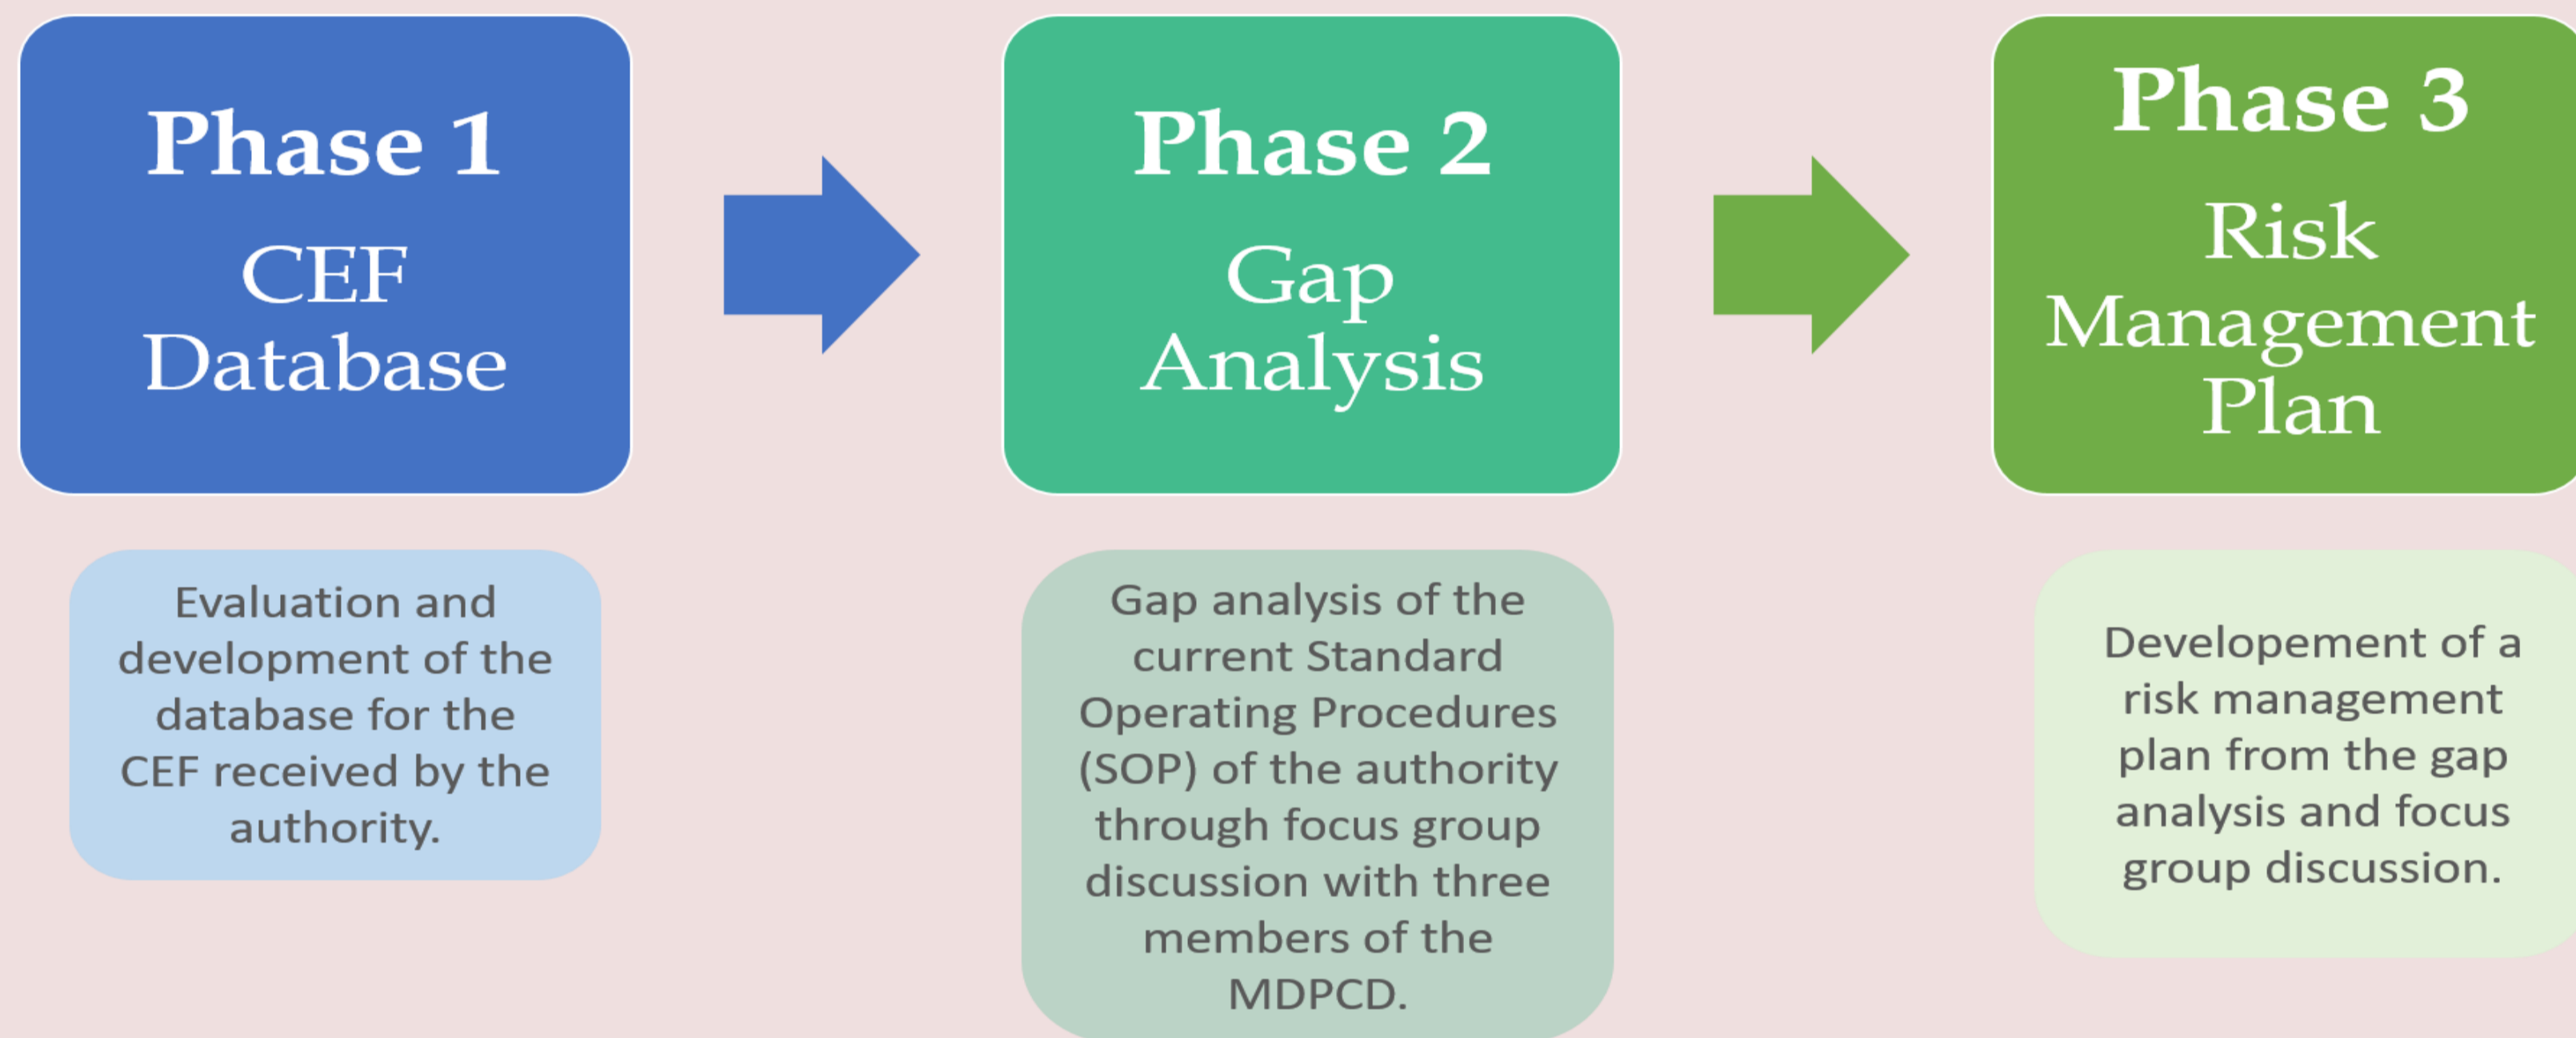 Phase 1
CEF
Database
Phase 2
Gap
Analysis
Phase 3
Risk
Management
Plan
Evaluation and
development of the
database for the
CEF received by the
authority.
Gap analysis of the
current Standard
Operating Procedures
(SOP) of the authority
through focus group
discussion with three
members of the
MDPCD.
Developement of a
risk management
plan from the gap
analysis and focus
group discussion.